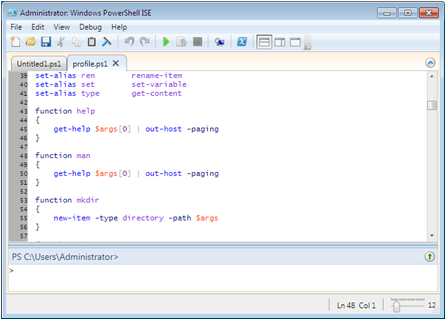 Administrator: Windows PowerShell ISE
File Edit View Debug Help
Untitled1.ps1 profile.ps1
39 set-alias ren rename-item
40 set-alias set set-variable
41 set-alias type get-content
42
43 function help
44 {
45 get-help $args[0] | out-host -paging
46 }
47
48 function man
49 {
50 get-help $args[0] | out-host -paging
51 }
52
53 function mkdir
54 {
55 new-item -type directory -path $args
56 }
57
PS C:\Users\Administrator>
>
Ln 48 Col 1 12